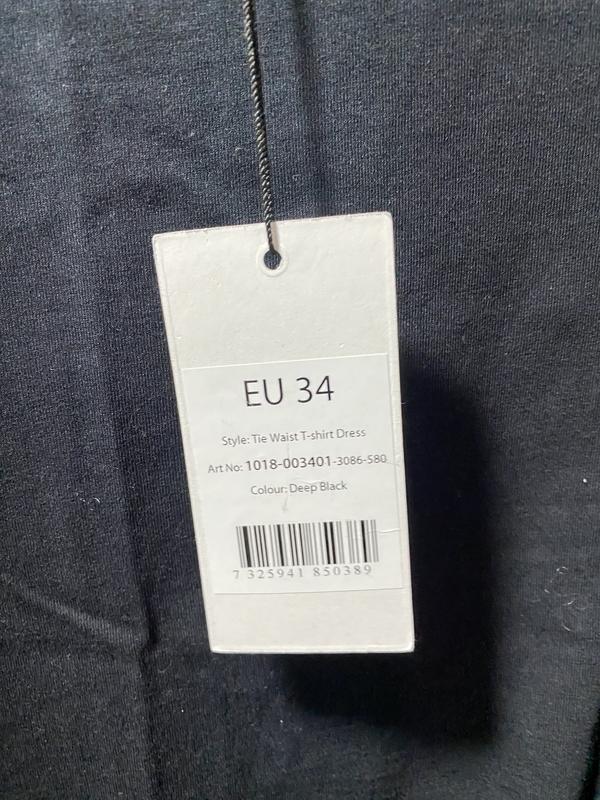 EU 34
Style: Tie Waist T-shirt Dress
Art No: 1018-003401-3086-580
Colour: Deep Black
7 325941 850389